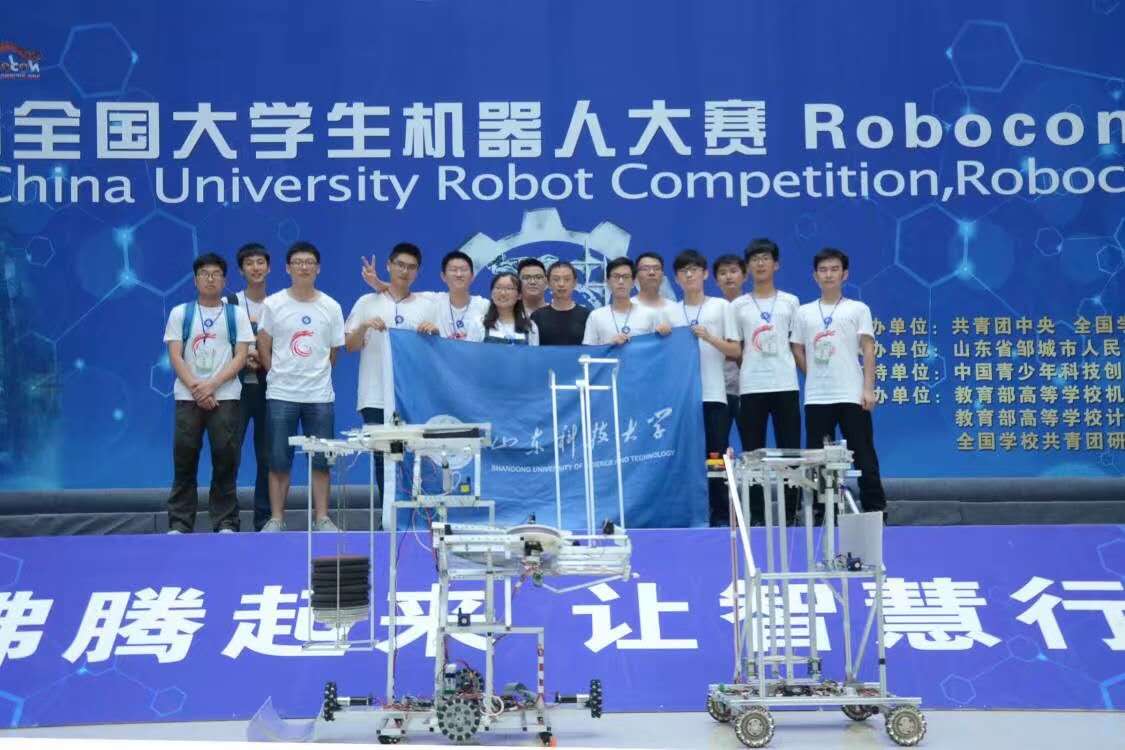 全国大学生机器人大赛 Robocon
China University Robot Competition,Roboc
办单位：共青团中央 全国学
办单位：山东省邹城市人民
持单位：中国青少年科技创
办单位：教育部高等学校机
教育部高等学校计
全国学校共青团研
山东科技大学
SHANDONG UNIVERSITY OF SCIENCE AND TECHNOLOGY
沸腾起来 让智慧行